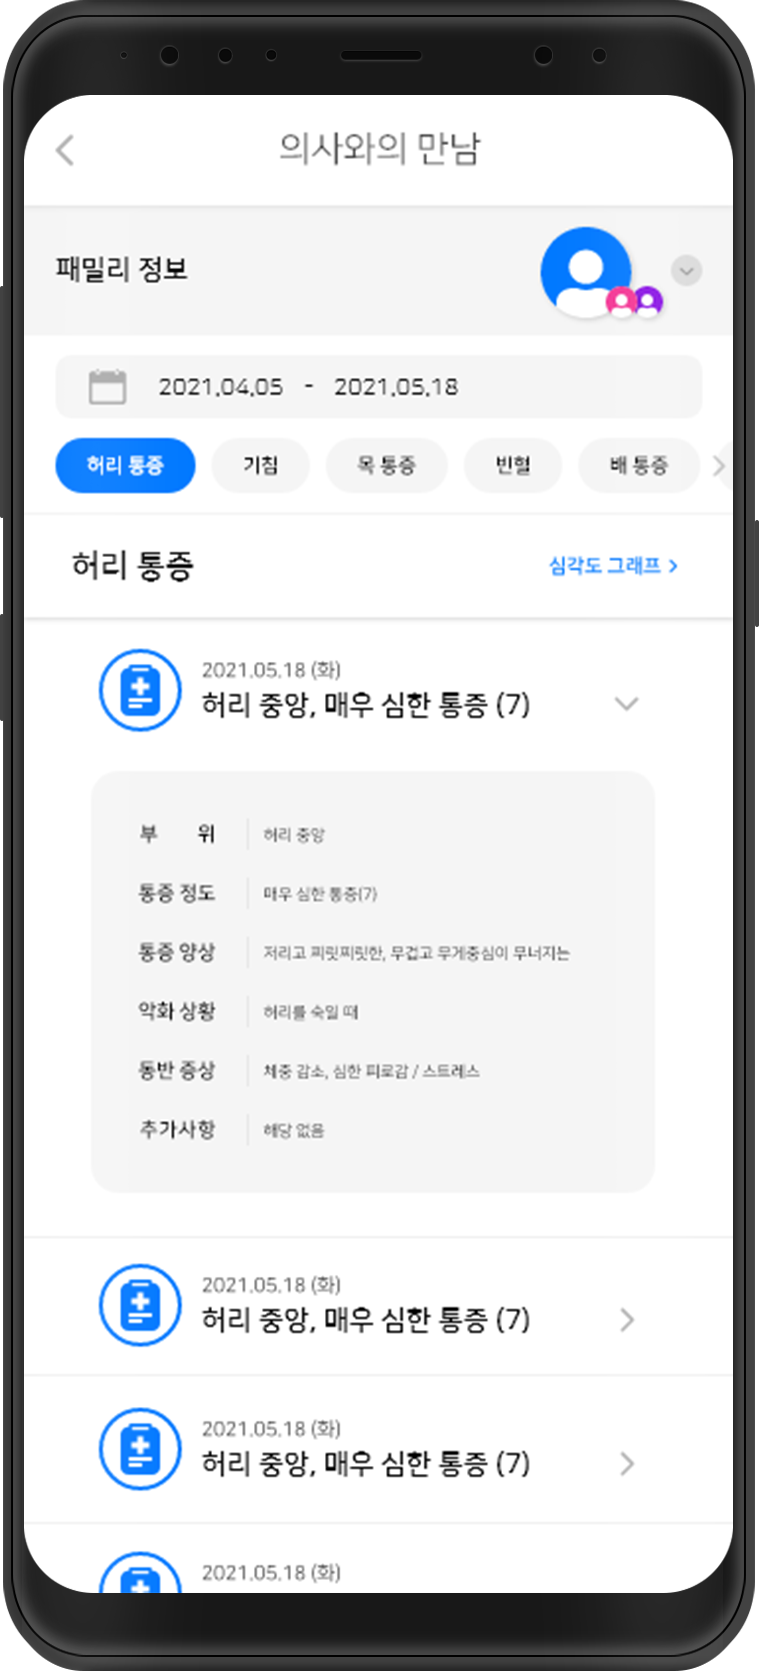 의사와의 만남
패밀리 정보
2021.04.05 - 2021.05.18
허리 통증 기침 목 통증 빈혈 배 통증
허리 통증 심각도 그래프
2021.05.18 (화)
허리 중앙, 매우 심한 통증 (7)
부 위 허리 중앙
통증 정도 매우 심한 통증(7)
통증 양상 저리고 찌릿찌릿한, 무겁고 무게중심이 무너지는
악화 상황 허리를 숙일 때
동반 증상 체중 감소, 심한 피로감 / 스트레스
추가사항 해당 없음
2021.05.18 (화)
허리 중앙, 매우 심한 통증 (7)
2021.05.18 (화)
허리 중앙, 매우 심한 통증 (7)
2021.05.18 (화)